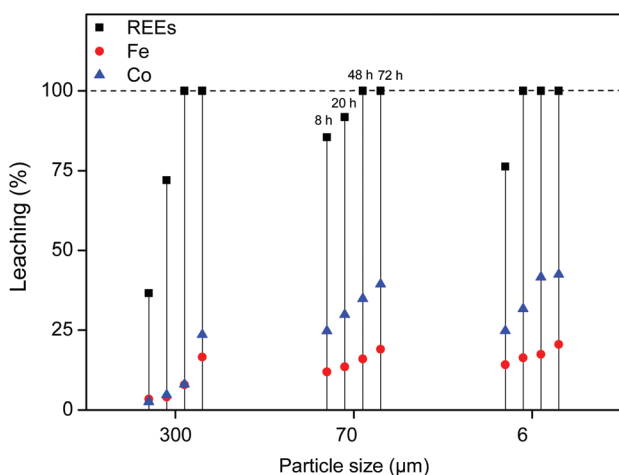 REEs
Fe
Co
48 h 72 h
20 h
8 h
100
75
50
25
0
Leaching (%)
300 70 6
Particle size (μm)